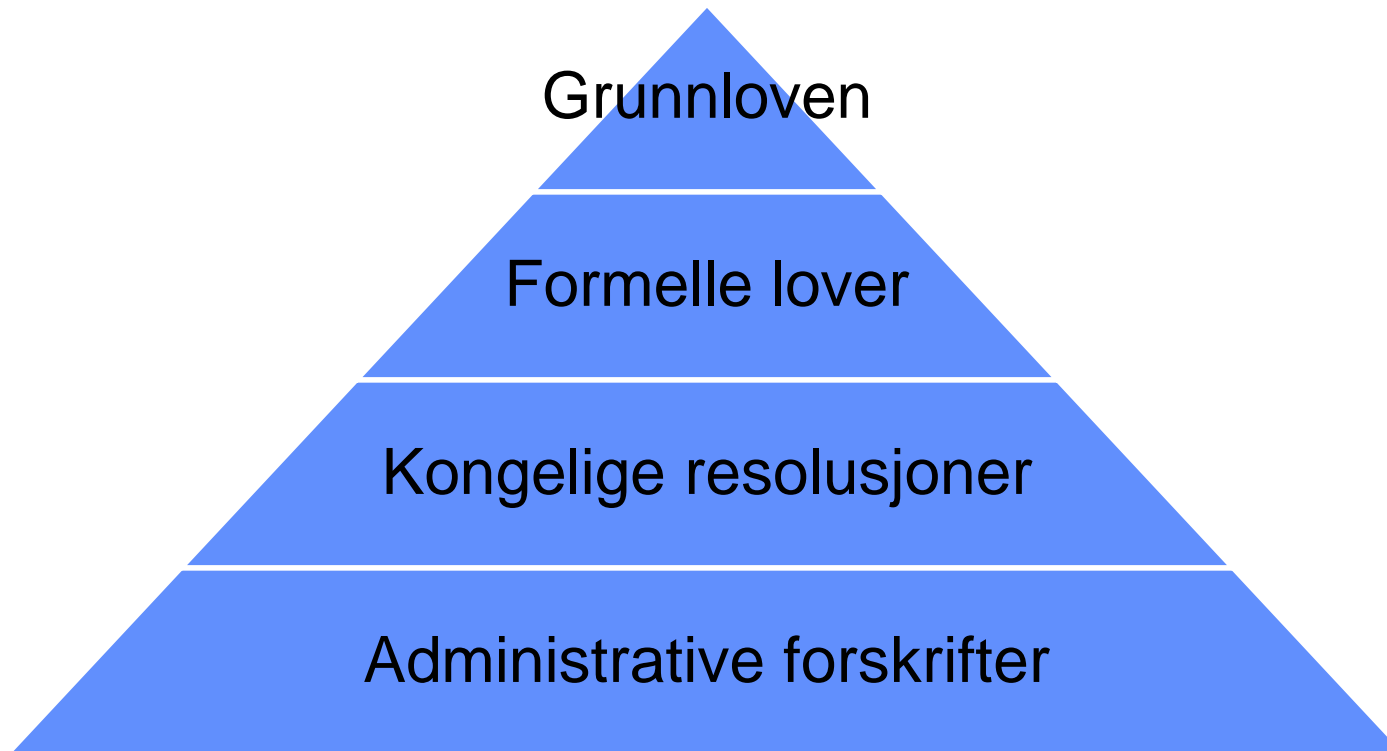 Grunnloven
Formelle lover
Kongelige resolusjoner
Administrative forskrifter